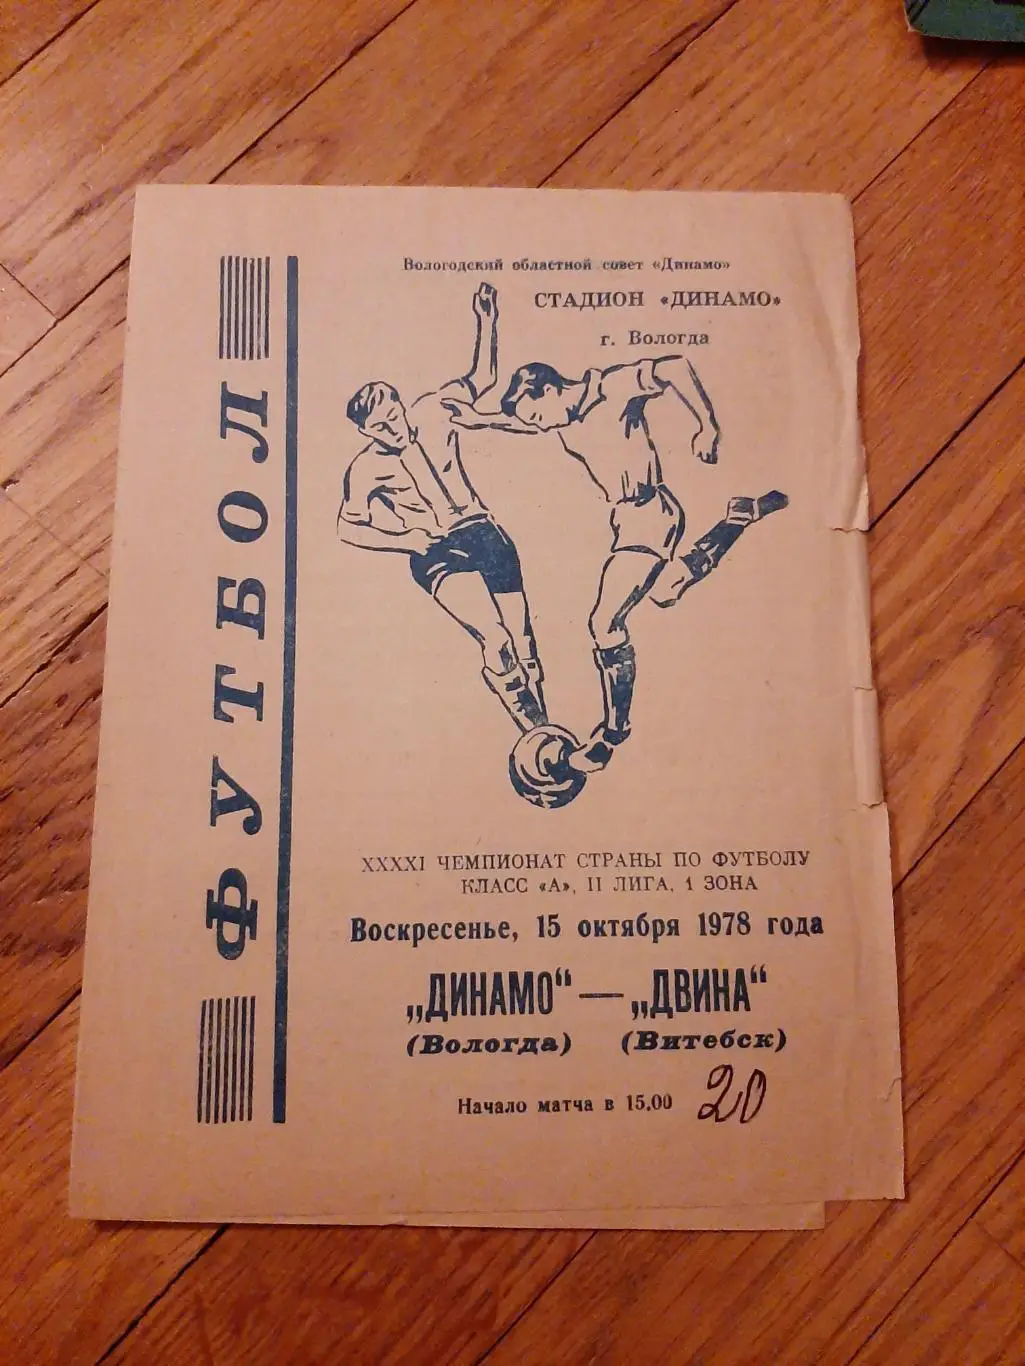 ФУТБОЛ
Вологодский областной совет «Динамо»
СТАДИОН «ДИНАМО»
г. Вологда
XXXXI ЧЕМПИОНАТ СТРАНЫ ПО ФУТБОЛУ
КЛАСС «А», II ЛИГА, 1 ЗОНА
Воскресенье, 15 октября 1978 года
„ДИНАМО“ — „ДВИНА“
(Вологда) (Витебск)
Начало матча в 15.00 20